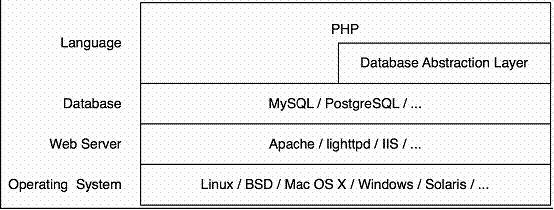 PHP
Language
Database Abstraction Layer
Database MySQL / PostgreSQL / ...
Web Server Apache / lighttpd / IIS / ...
Operating System Linux / BSD / Mac OS X / Windows / Solaris / ...